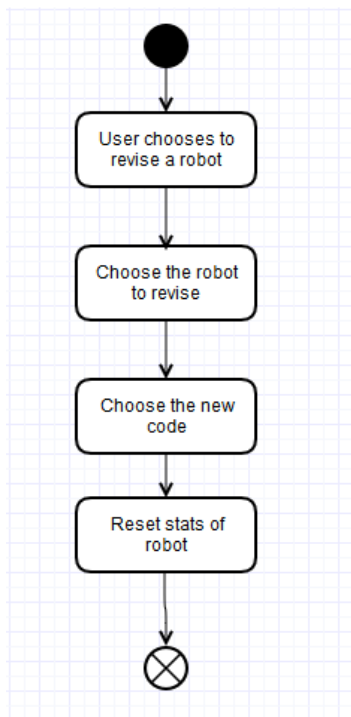 User chooses to
revise a robot
Choose the robot
to revise
Choose the new
code
Reset stats of
robot